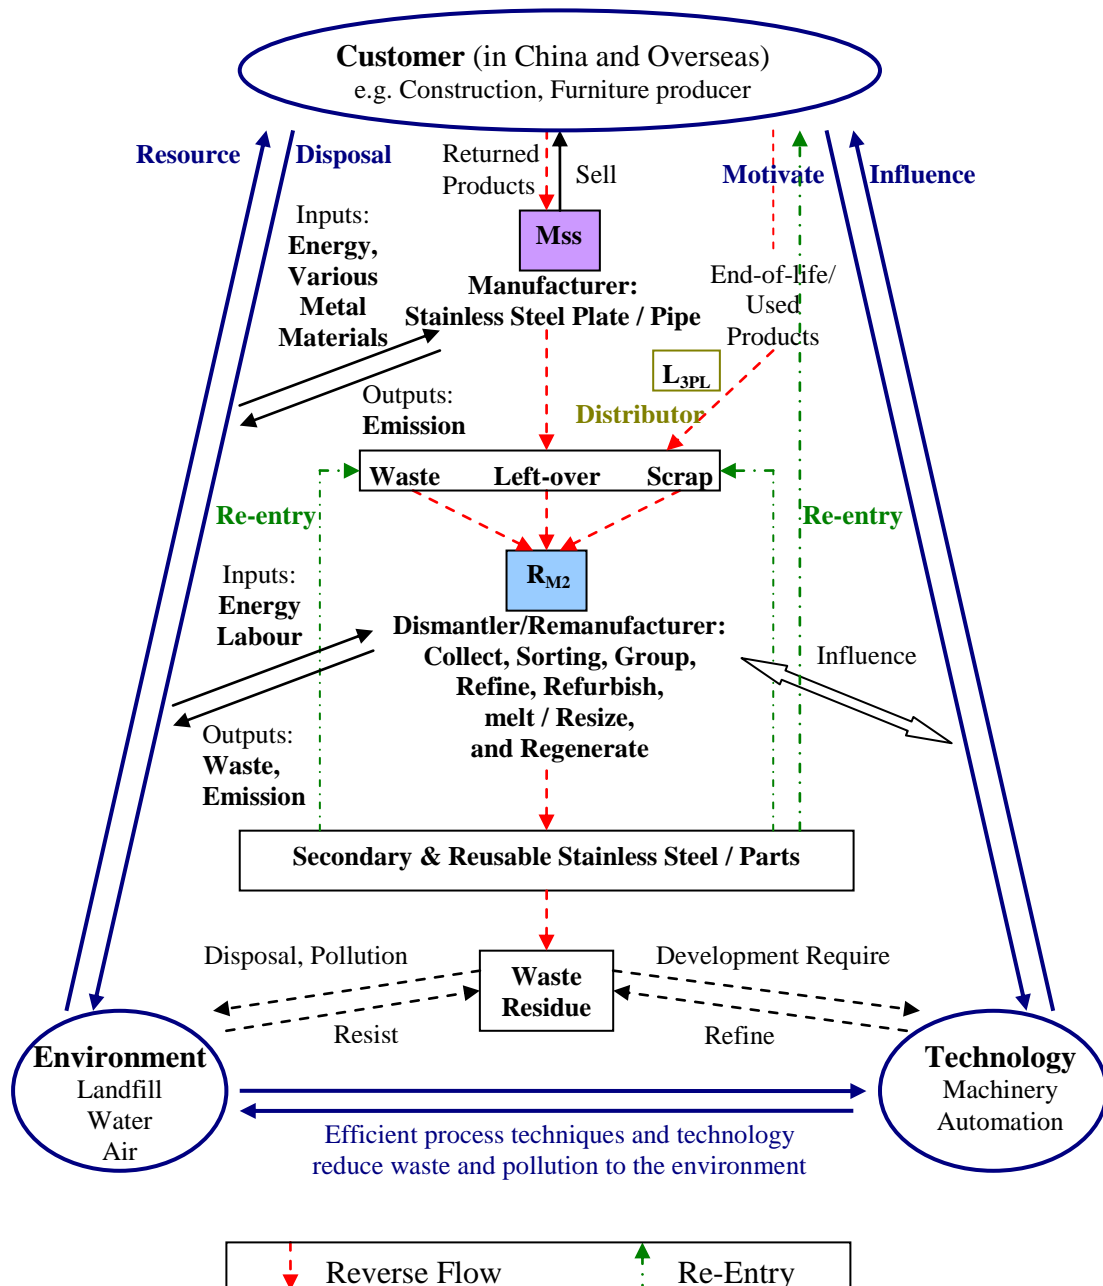 Customer (in China and Overseas)
e.g. Construction, Furniture producer
Resource
Disposal
Returned
Products
Sell
Motivate
Influence
Inputs:
Energy,
Various
Metal
Materials
Mss
Manufacturer:
Stainless Steel Plate / Pipe
End-of-life/
Used
Products
L3PL
Distributor
Outputs:
Emission
Waste Left-over Scrap
Re-entry
Re-entry
Inputs:
Energy
Labour
RM2
Dismantler/Remanufacturer:
Collect, Sorting, Group,
Refine, Refurbish,
melt / Resize,
and Regenerate
Influence
Outputs:
Waste,
Emission
Secondary & Reusable Stainless Steel / Parts
Disposal, Pollution
Waste
Residue
Development Require
Resist
Refine
Environment
Landfill
Water
Air
Technology
Machinery
Automation
Efficient process techniques and technology
reduce waste and pollution to the environment
Reverse Flow
Re-Entry